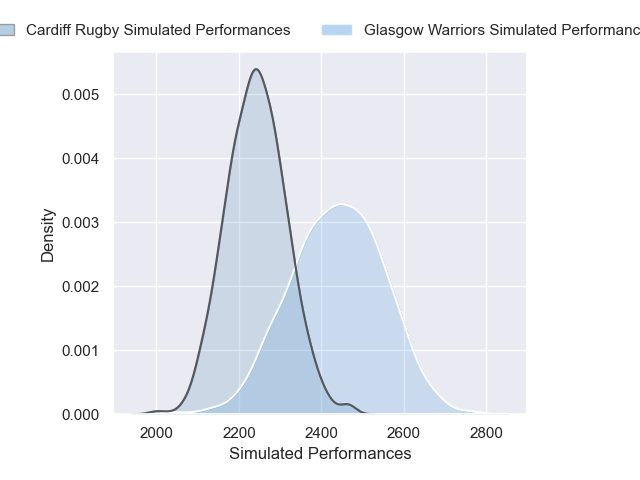 Cardiff Rugby Simulated Performances
Glasgow Warriors Simulated Performanc
0.005
0.004
0.003
0.002
0.001
0.000
Density
2000 2200 2400 2600 2800
Simulated Performances